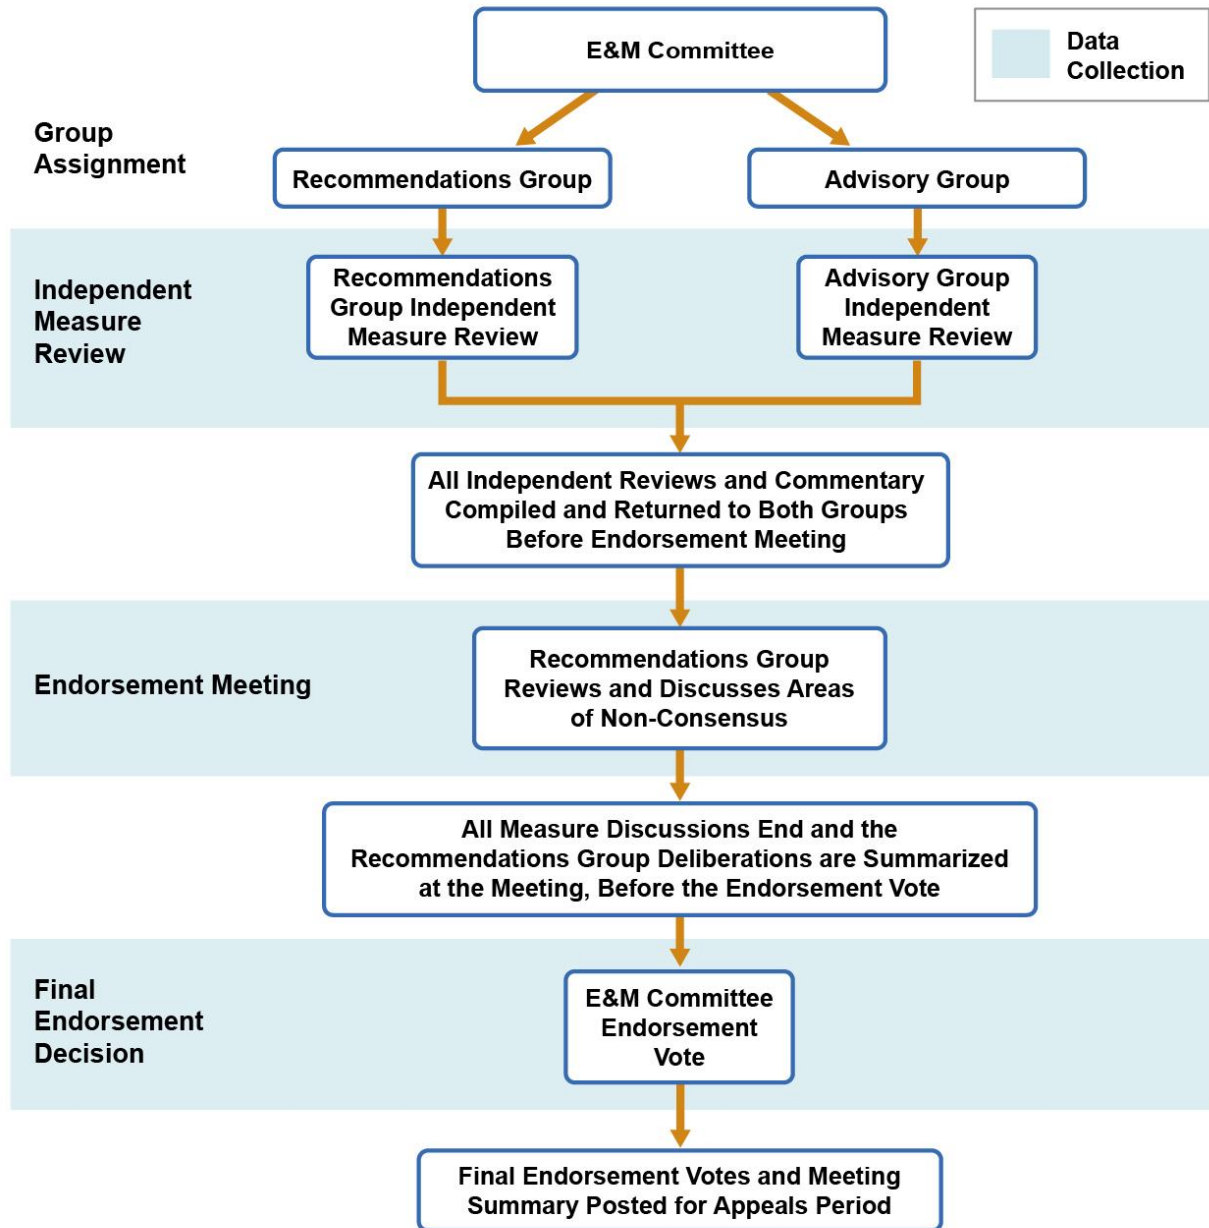 E&M Committee
Data
Collection
Group
Assignment
Recommendations Group
Advisory Group
Independent
Measure
Review
Recommendations
Group Independent
Measure Review
Advisory Group
Independent
Measure Review
All Independent Reviews and Commentary
Compiled and Returned to Both Groups
Before Endorsement Meeting
Endorsement Meeting
Recommendations Group
Reviews and Discusses Areas
of Non-Consensus
All Measure Discussions End and the
Recommendations Group Deliberations are Summarized
at the Meeting, Before the Endorsement Vote
Final
Endorsement
Decision
E&M Committee
Endorsement
Vote
Final Endorsement Votes and Meeting
Summary Posted for Appeals Period